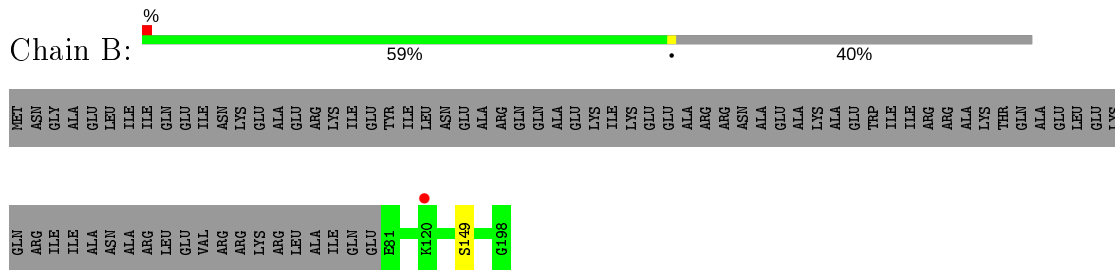 %
Chain B:
59%
•
40%
MET ASN GLY ALA ALA GLU LEU ILE ILE GLN GLU ILE ASN LYS GLU ALA GLU ARG LYS ILE GLU TYR ILE LEU ASN GLU ALA ARG GLN GLN ALA GLU LYS ILE LYS GLU GLU ALA ARG ARG ASN ALA GLU ALA LYS ALA GLU TRP ILE ILE ARG ARG ALA LYS THR GLN ALA GLU LEU GLU LYS
GLN ARG ILE ILE ALA ASN ALA ARG LEU GLU VAL ARG ARG LYS ARG LEU ALA ILE GLN GLU E81 K120 S149 G198